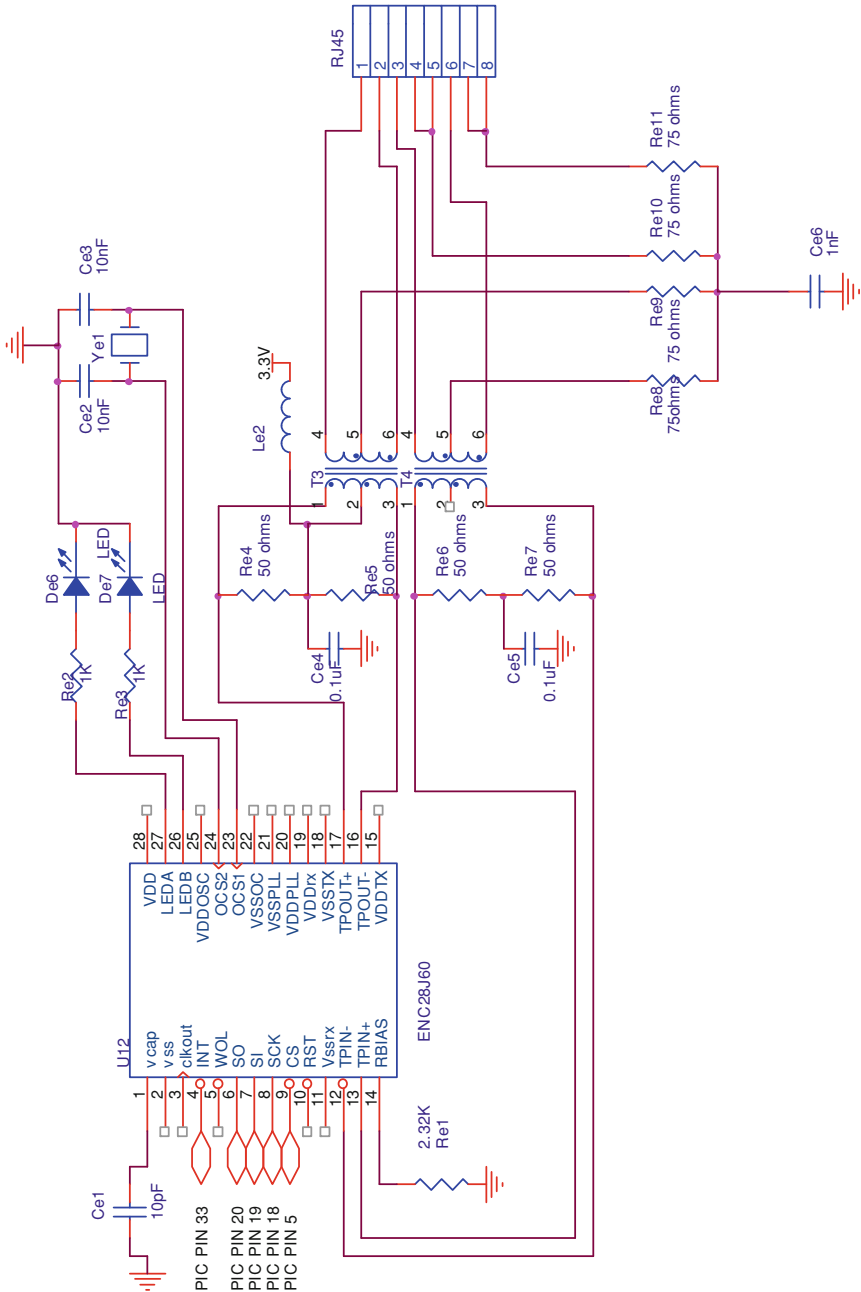 RJ45
1
2
3
4
5
6
7
8
Re11
75 ohms
Re10
75 ohms
Re9
75 ohms
Re8
75ohms
Ce6
1nF
Ce3
10nF
Ye1
Ce2
10nF
3.3V
Le2
T3
1
2
3
4
5
6
T4
1
2
3
4
5
6
De6
LED
De7
LED
Re2
1K
Re3
1K
Re4
50 ohms
Re5
50 ohms
Re6
50 ohms
Re7
50 ohms
Ce4
0.1uF
Ce5
0.1uF
28 VDD
27 LEDA
26 LEDB
25 VDDOSC
24 OCS2
23 OCS1
22 VSSOC
21 VSSPLL
20 VDDPLL
19 VDDrx
18 VSSTX
17 TPOUT+
16 TPOUT-
15 VDDTX
U12
ENC28J60
1 vcap
2 vss
3 clkout
4 INT
5 WOL
6 SO
7 SI
8 SCK
9 CS
10 RST
11 Vssrx
12 TPIN-
13 TPIN+
14 RBIAS
Ce1
10pF
PIC PIN 33
PIC PIN 20
PIC PIN 19
PIC PIN 18
PIC PIN 5
2.32K
Re1